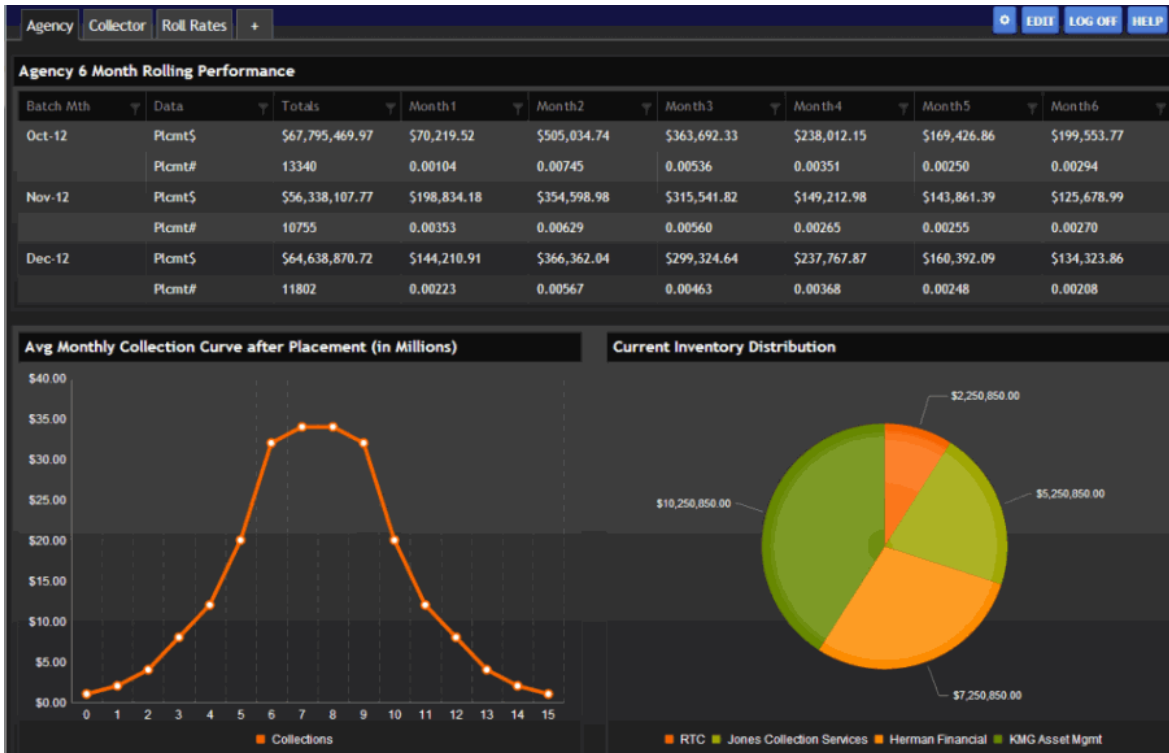 Agency Collector Roll Rates + EDIT LOG OFF HELP
Agency 6 Month Rolling Performance
Batch Mth Data Totals Month1 Month2 Month3 Month4 Month5 Month6
Oct-12 Plcmt$ $67,795,469.97 $70,219.52 $505,034.74 $363,692.33 $238,012.15 $169,426.86 $199,553.77
Plcmt# 13340 0.00104 0.00745 0.00536 0.00351 0.00250 0.00294
Nov-12 Plcmt$ $56,338,107.77 $198,834.18 $354,598.98 $315,541.82 $149,212.98 $143,861.39 $125,678.99
Plcmt# 10755 0.00353 0.00629 0.00560 0.00265 0.00255 0.00270
Dec-12 Plcmt$ $64,638,870.72 $144,210.91 $366,362.04 $299,324.64 $237,767.87 $160,392.09 $134,323.86
Plcmt# 11802 0.00223 0.00567 0.00463 0.00368 0.00248 0.00208
Avg Monthly Collection Curve after Placement (in Millions)
$40.00
$35.00
$30.00
$25.00
$20.00
$15.00
$10.00
$5.00
$0.00
0 1 2 3 4 5 6 7 8 9 10 11 12 13 14 15
Collections
Current Inventory Distribution
$2,250,850.00
$5,250,850.00
$10,250,850.00
$7,250,850.00
RTC Jones Collection Services Herman Financial KMG Asset Mgmt